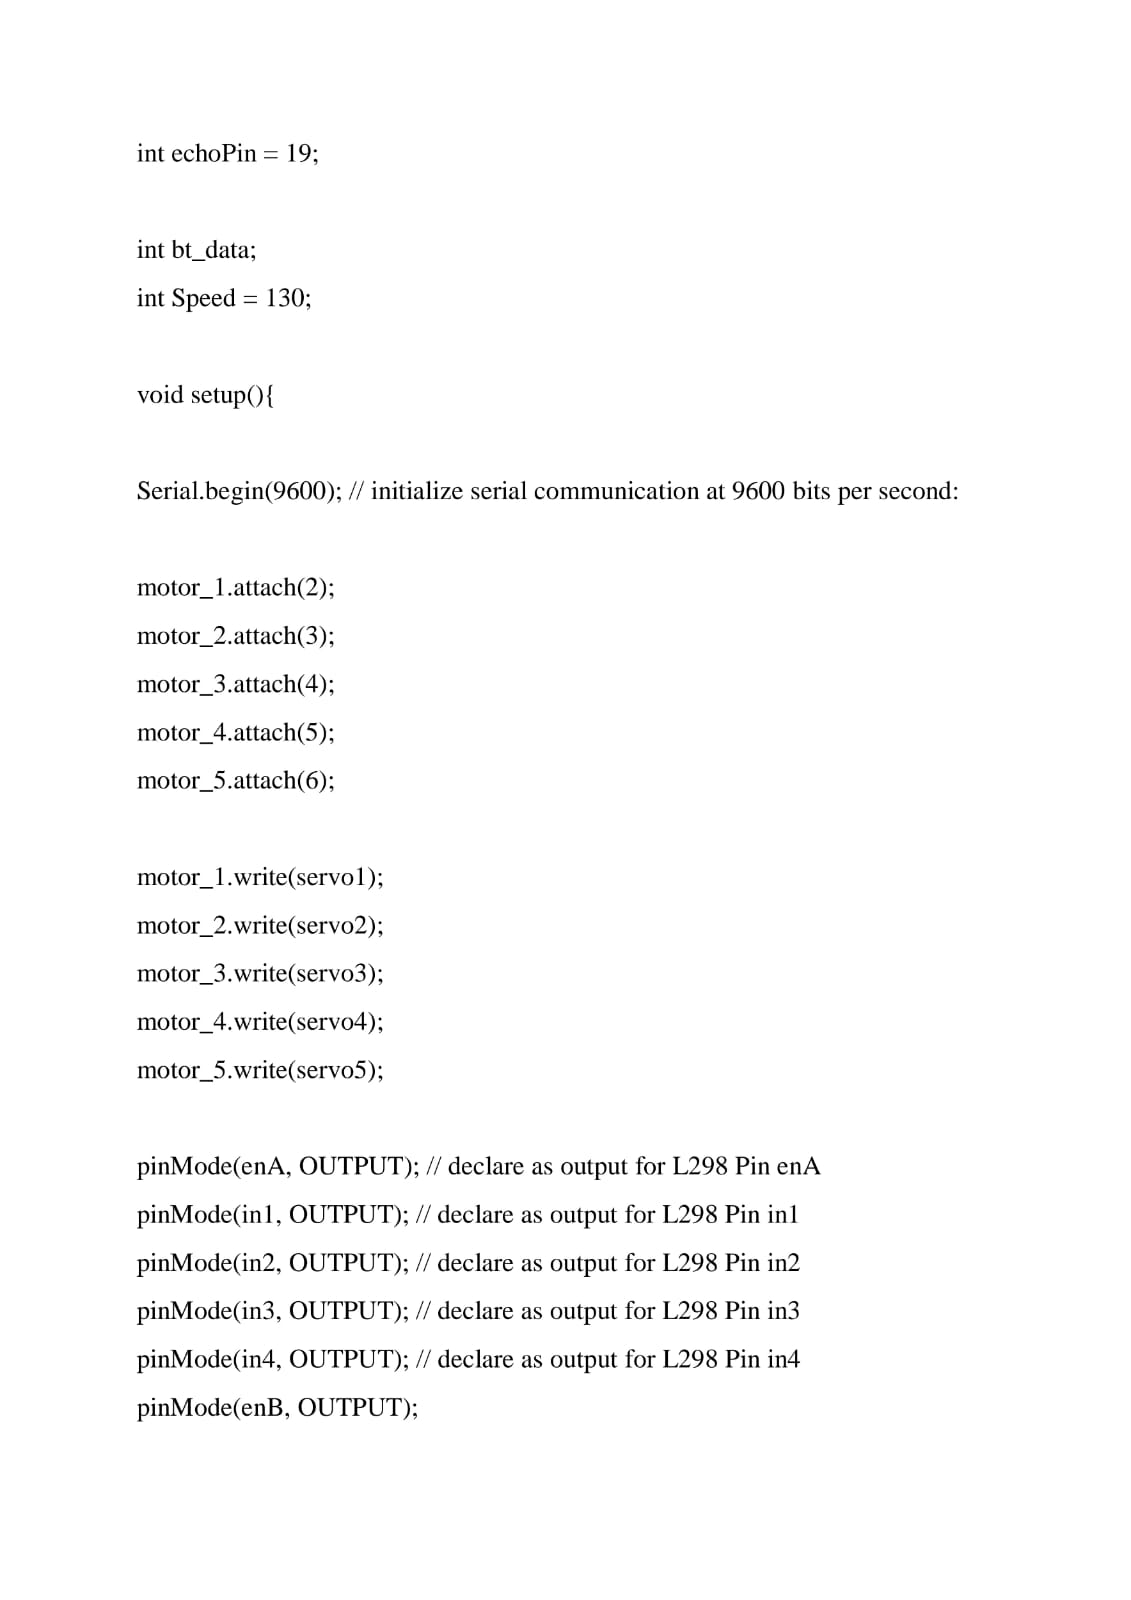 int echoPin = 19;
int bt_data;
int Speed = 130;
void setup(){
Serial.begin(9600); // initialize serial communication at 9600 bits per second:
motor_1.attach(2);
motor_2.attach(3);
motor_3.attach(4);
motor_4.attach(5);
motor_5.attach(6);
motor_1.write(servo1);
motor_2.write(servo2);
motor_3.write(servo3);
motor_4.write(servo4);
motor_5.write(servo5);
pinMode(enA, OUTPUT); // declare as output for L298 Pin enA
pinMode(in1, OUTPUT); // declare as output for L298 Pin in1
pinMode(in2, OUTPUT); // declare as output for L298 Pin in2
pinMode(in3, OUTPUT); // declare as output for L298 Pin in3
pinMode(in4, OUTPUT); // declare as output for L298 Pin in4
pinMode(enB, OUTPUT);